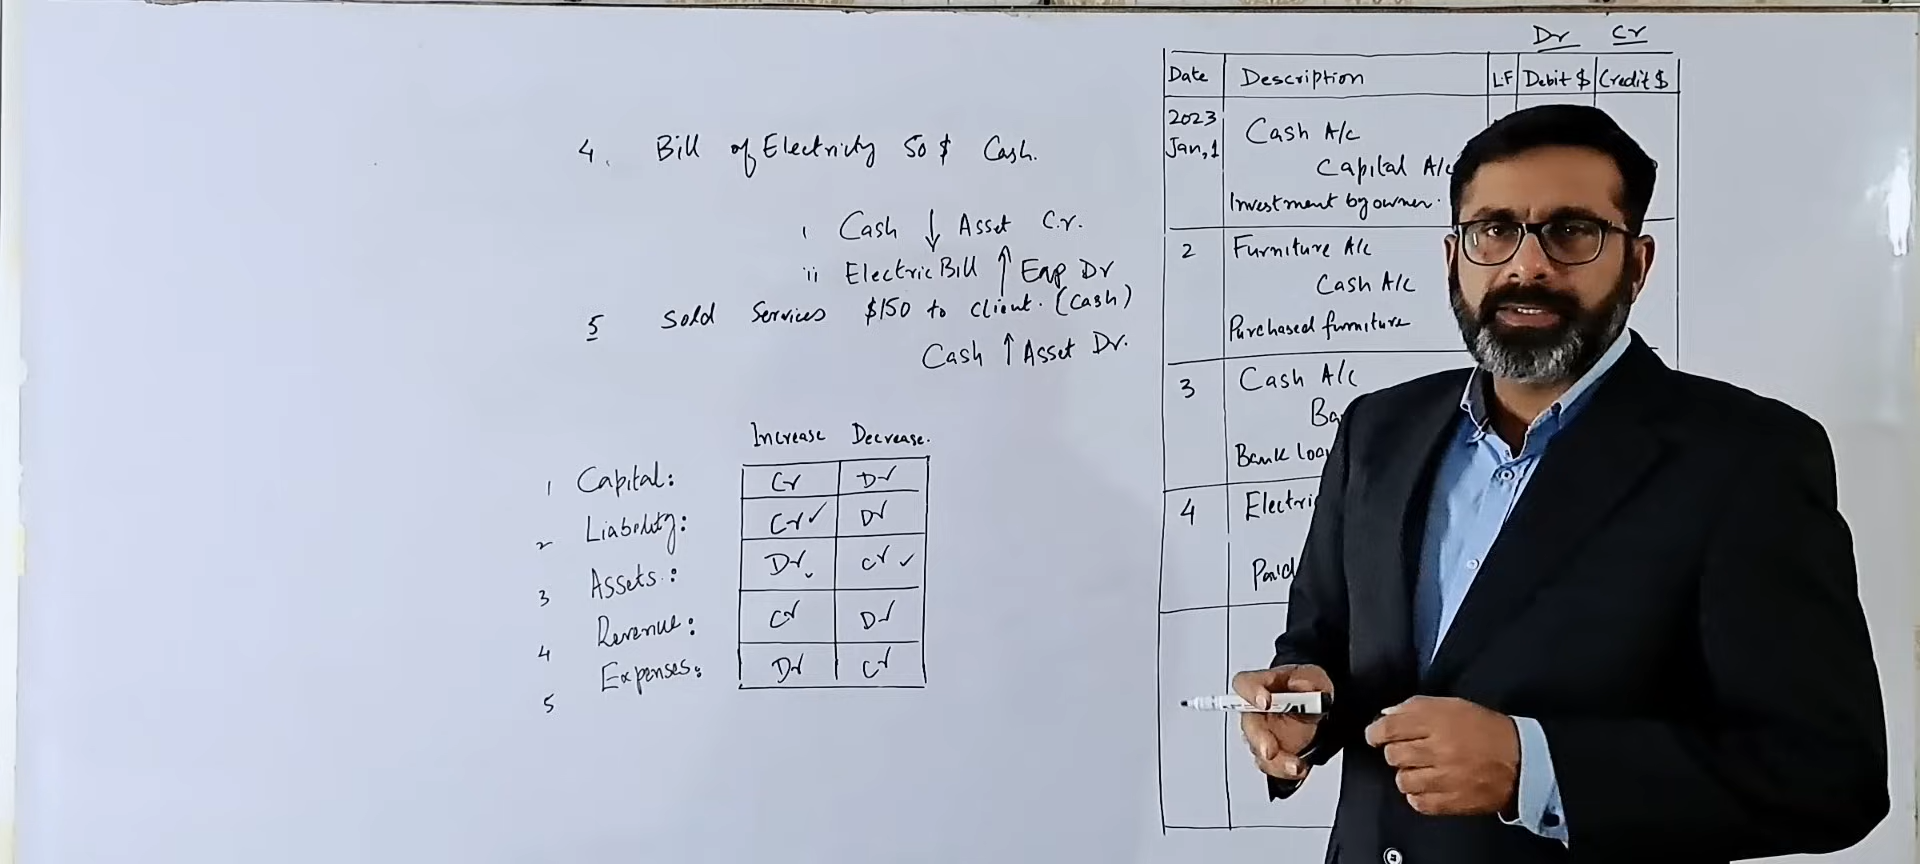 4. Bill of Electricity 50 $ Cash.
i Cash ↓ Asset Cr.
ii Electric Bill ↑ Exp Dr
5 Sold Services $150 to client. (Cash)
Cash ↑ Asset Dr.
Increase Decrease.
1 Capital: Cr Dr
2 Liability: Cr✓ Dr
3 Assets: Dr Cr ✓
4 Revenue: Cr Dr
5 Expenses: Dr Cr
Dr Cr
Date Description L.F Debit $ Credit $
2023
Jan, 1 Cash A/c
Capital A/c
Investment by owner.
2 Furniture A/c
Cash A/c
Purchased furniture
3 Cash A/c
Bank loan
4